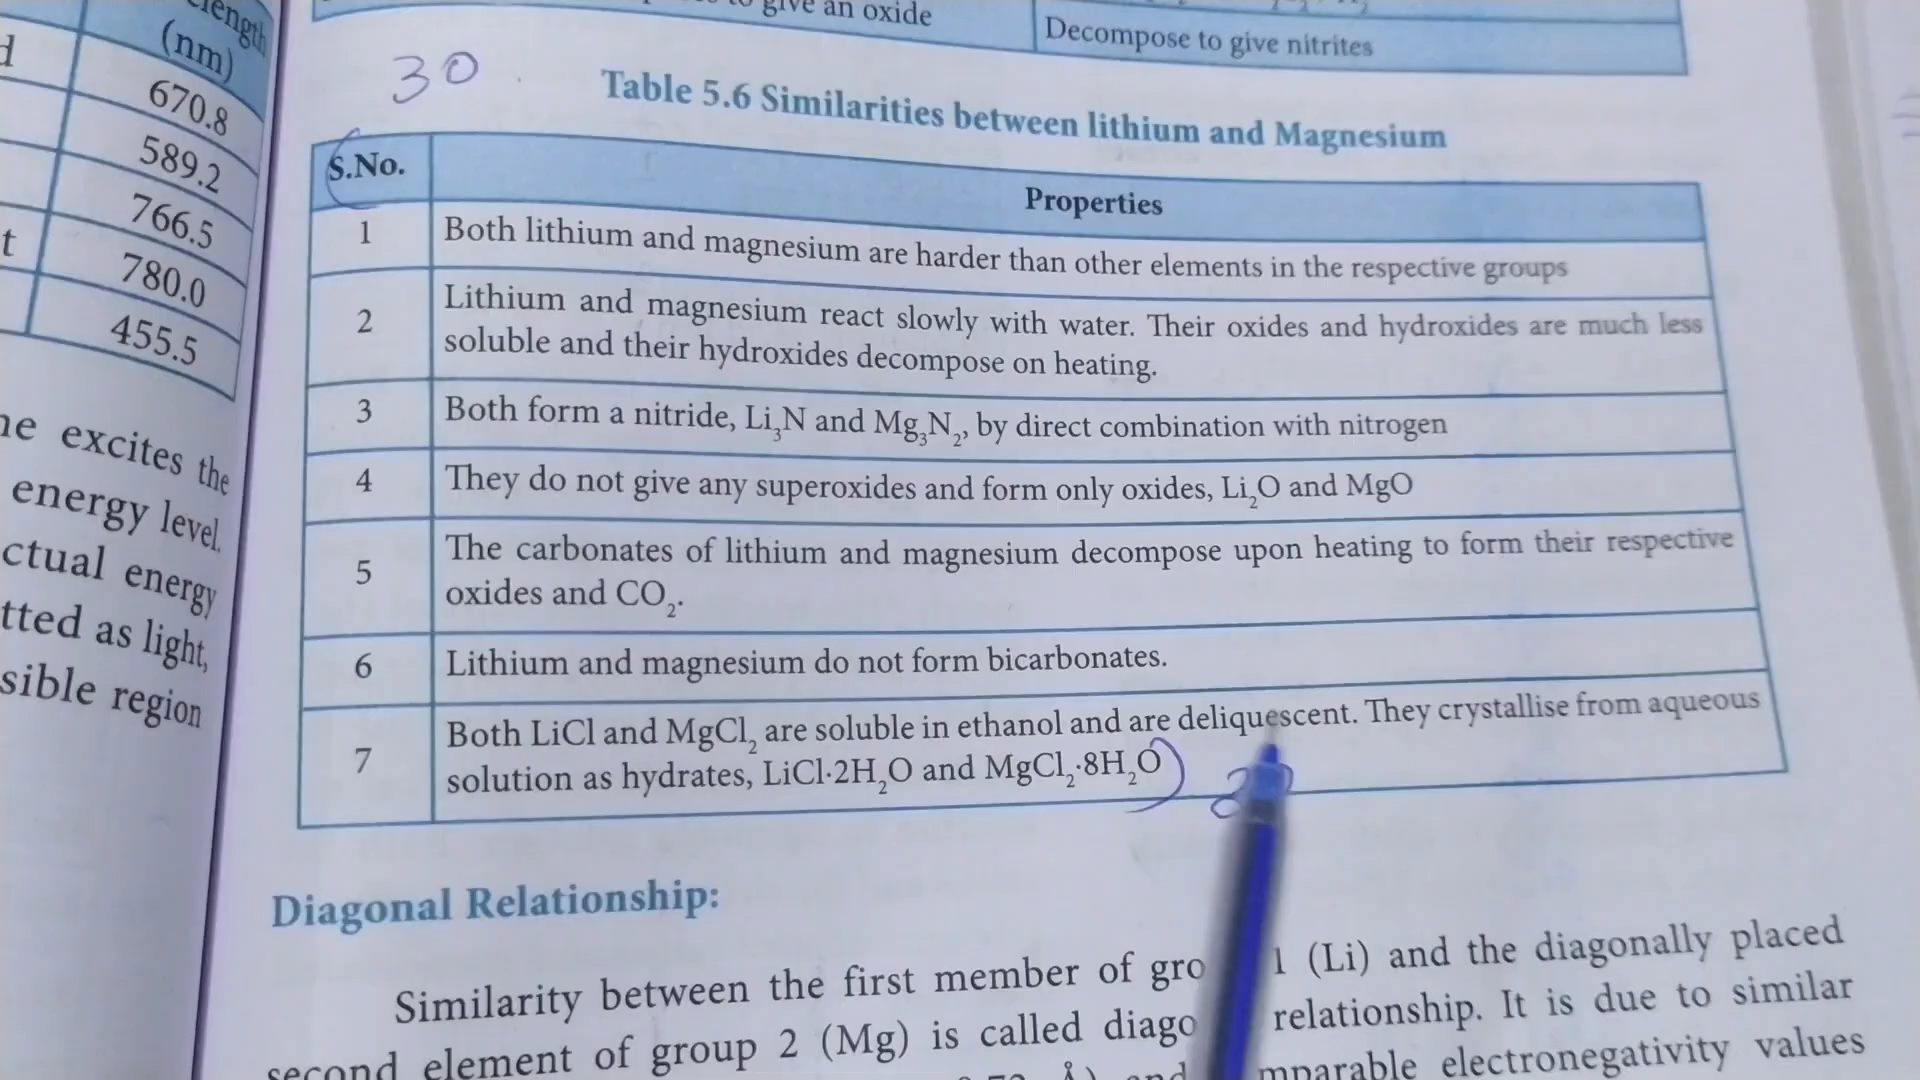 length
(nm)
670.8
589.2
766.5
780.0
455.5
excites the
energy level.
energy
as light,
region
give an oxide
Decompose to give nitrites
30
Table 5.6 Similarities between lithium and Magnesium
S.No.
Properties
1
Both lithium and magnesium are harder than other elements in the respective groups
2
Lithium and magnesium react slowly with water. Their oxides and hydroxides are much less
soluble and their hydroxides decompose on heating.
3
Both form a nitride, Li₃N and Mg₃N₂, by direct combination with nitrogen
4
They do not give any superoxides and form only oxides, Li₂O and MgO
5
The carbonates of lithium and magnesium decompose upon heating to form their respective
oxides and CO₂.
6
Lithium and magnesium do not form bicarbonates.
7
Both LiCl and MgCl₂ are soluble in ethanol and are deliquescent. They crystallise from aqueous
solution as hydrates, LiCl·2H₂O and MgCl₂·8H₂O
Diagonal Relationship:
Similarity between the first member of 1 (Li) and the diagonally placed
second element of group 2 (Mg) is called relationship. It is due to similar
electronegativity values